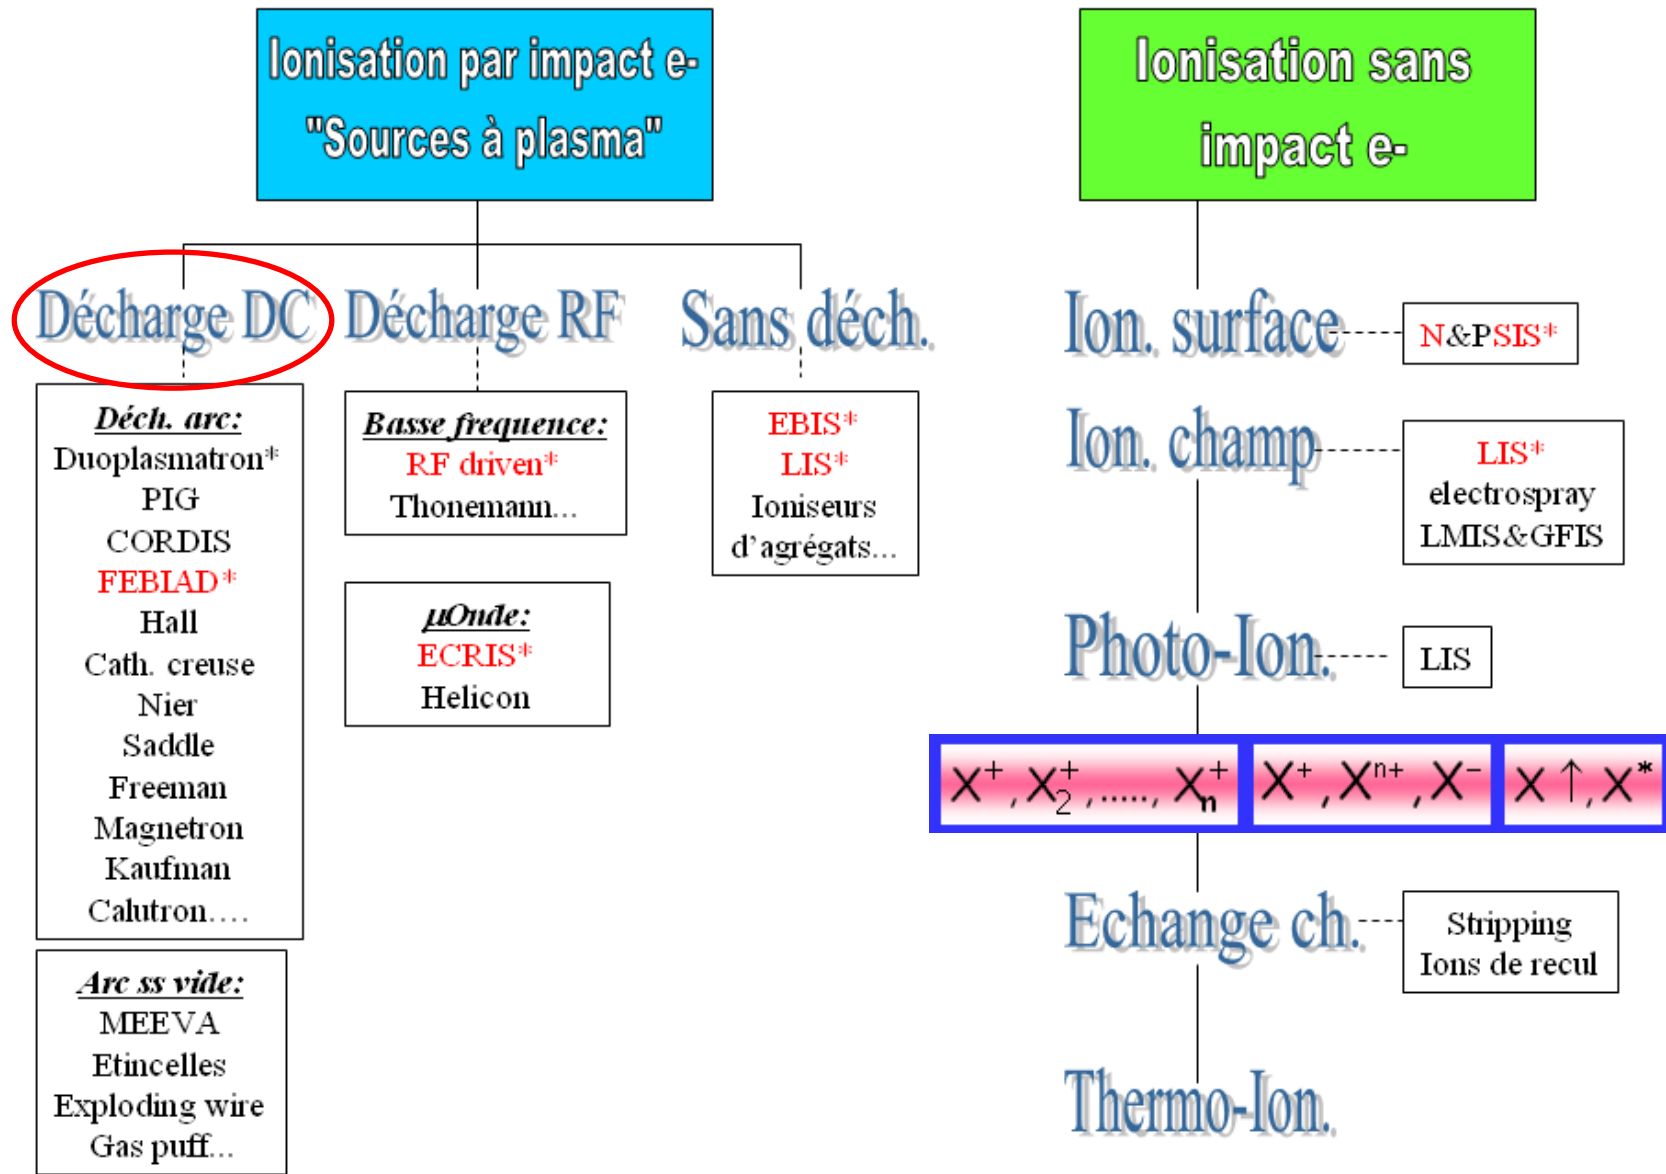 Ionisation par impact e-
"Sources à plasma"
Décharge DC
Déch. arc:
Duoplasmatron*
PIG
CORDIS
FEBIAD*
Hall
Cath. creuse
Nier
Saddle
Freeman
Magnetron
Kaufman
Calutron....
Arc ss vide:
MEEVA
Etincelles
Exploding wire
Gas puff...
Décharge RF
Basse frequence:
RF driven*
Thonemann...
µOnde:
ECRIS*
Helicon
Sans déch.
EBIS*
LIS*
Ioniseurs
d’agrégats...
Ionisation sans
impact e-
Ion. surface
N&PSIS*
Ion. champ
LIS*
electrospray
LMIS&GFIS
Photo-Ion.
LIS
X⁺, X₂⁺, ....., Xₙ⁺
X⁺, Xⁿ⁺, X⁻
X ↑, X*
Echange ch.
Stripping
Ions de recul
Thermo-Ion.